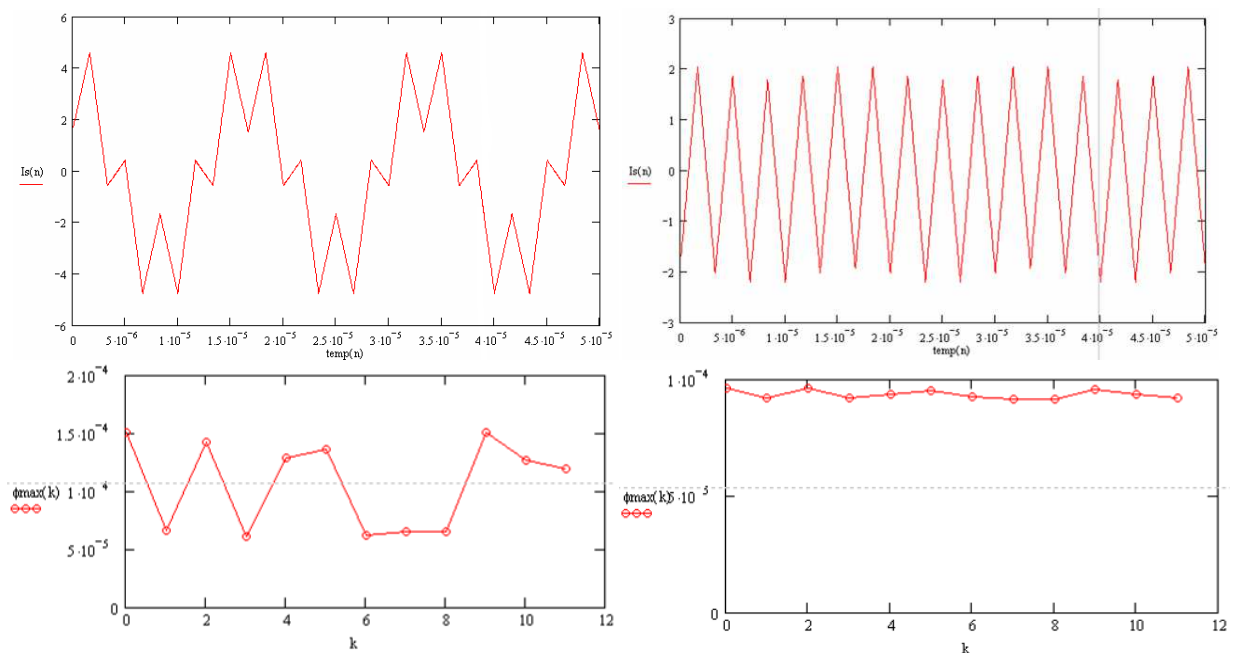 6
4
2
Is(n)
0
−2
−4
−6
0 5·10⁻⁶ 1·10⁻⁵ 1.5·10⁻⁵ 2·10⁻⁵ 2.5·10⁻⁵ 3·10⁻⁵ 3.5·10⁻⁵ 4·10⁻⁵ 4.5·10⁻⁵ 5·10⁻⁵
temp(n)
3
2
1
Is(n)
0
−1
−2
−3
0 5·10⁻⁶ 1·10⁻⁵ 1.5·10⁻⁵ 2·10⁻⁵ 2.5·10⁻⁵ 3·10⁻⁵ 3.5·10⁻⁵ 4·10⁻⁵ 4.5·10⁻⁵ 5·10⁻⁵
temp(n)
2·10⁻⁴
1.5·10⁻⁴
ϕmax(k) 1·10⁻⁴
5·10⁻⁵
0
0 2 4 6 8 10 12
k
1·10⁻⁴
ϕmax(k) 5·10⁻⁵
0
0 2 4 6 8 10 12
k